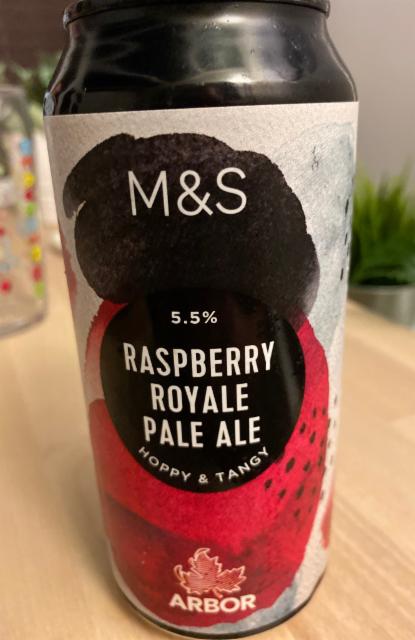 M&S
5.5%
RASPBERRY
ROYALE
PALE ALE
HOPPY & TANGY
ARBOR